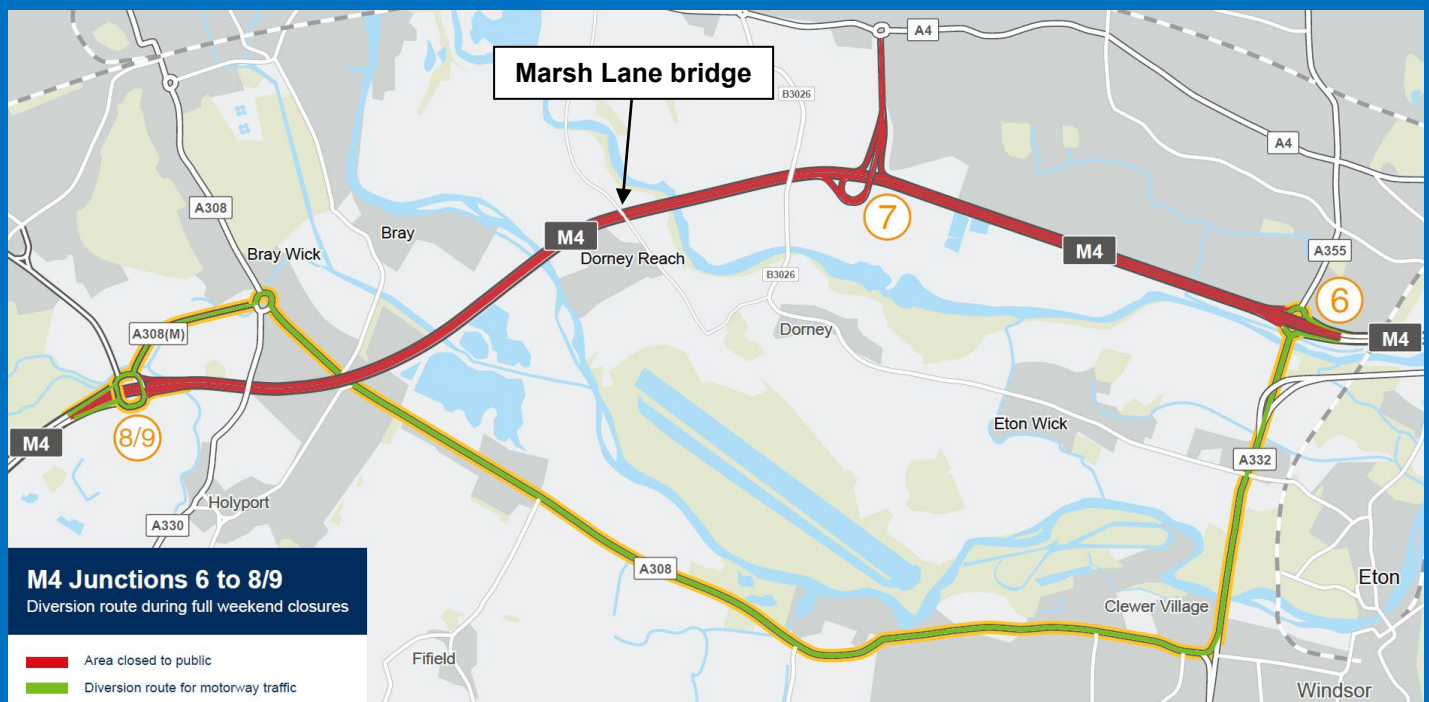 A4
Marsh Lane bridge
B3026
A4
A308
Bray
M4
7
Bray Wick
Dorney Reach
M4
A355
B3026
6
A308(M)
Dorney
M4
8/9
M4
Eton Wick
A332
Holyport
A330
A308
Eton
Clewer Village
Fifield
Windsor
M4 Junctions 6 to 8/9
Diversion route during full weekend closures
Area closed to public
Diversion route for motorway traffic